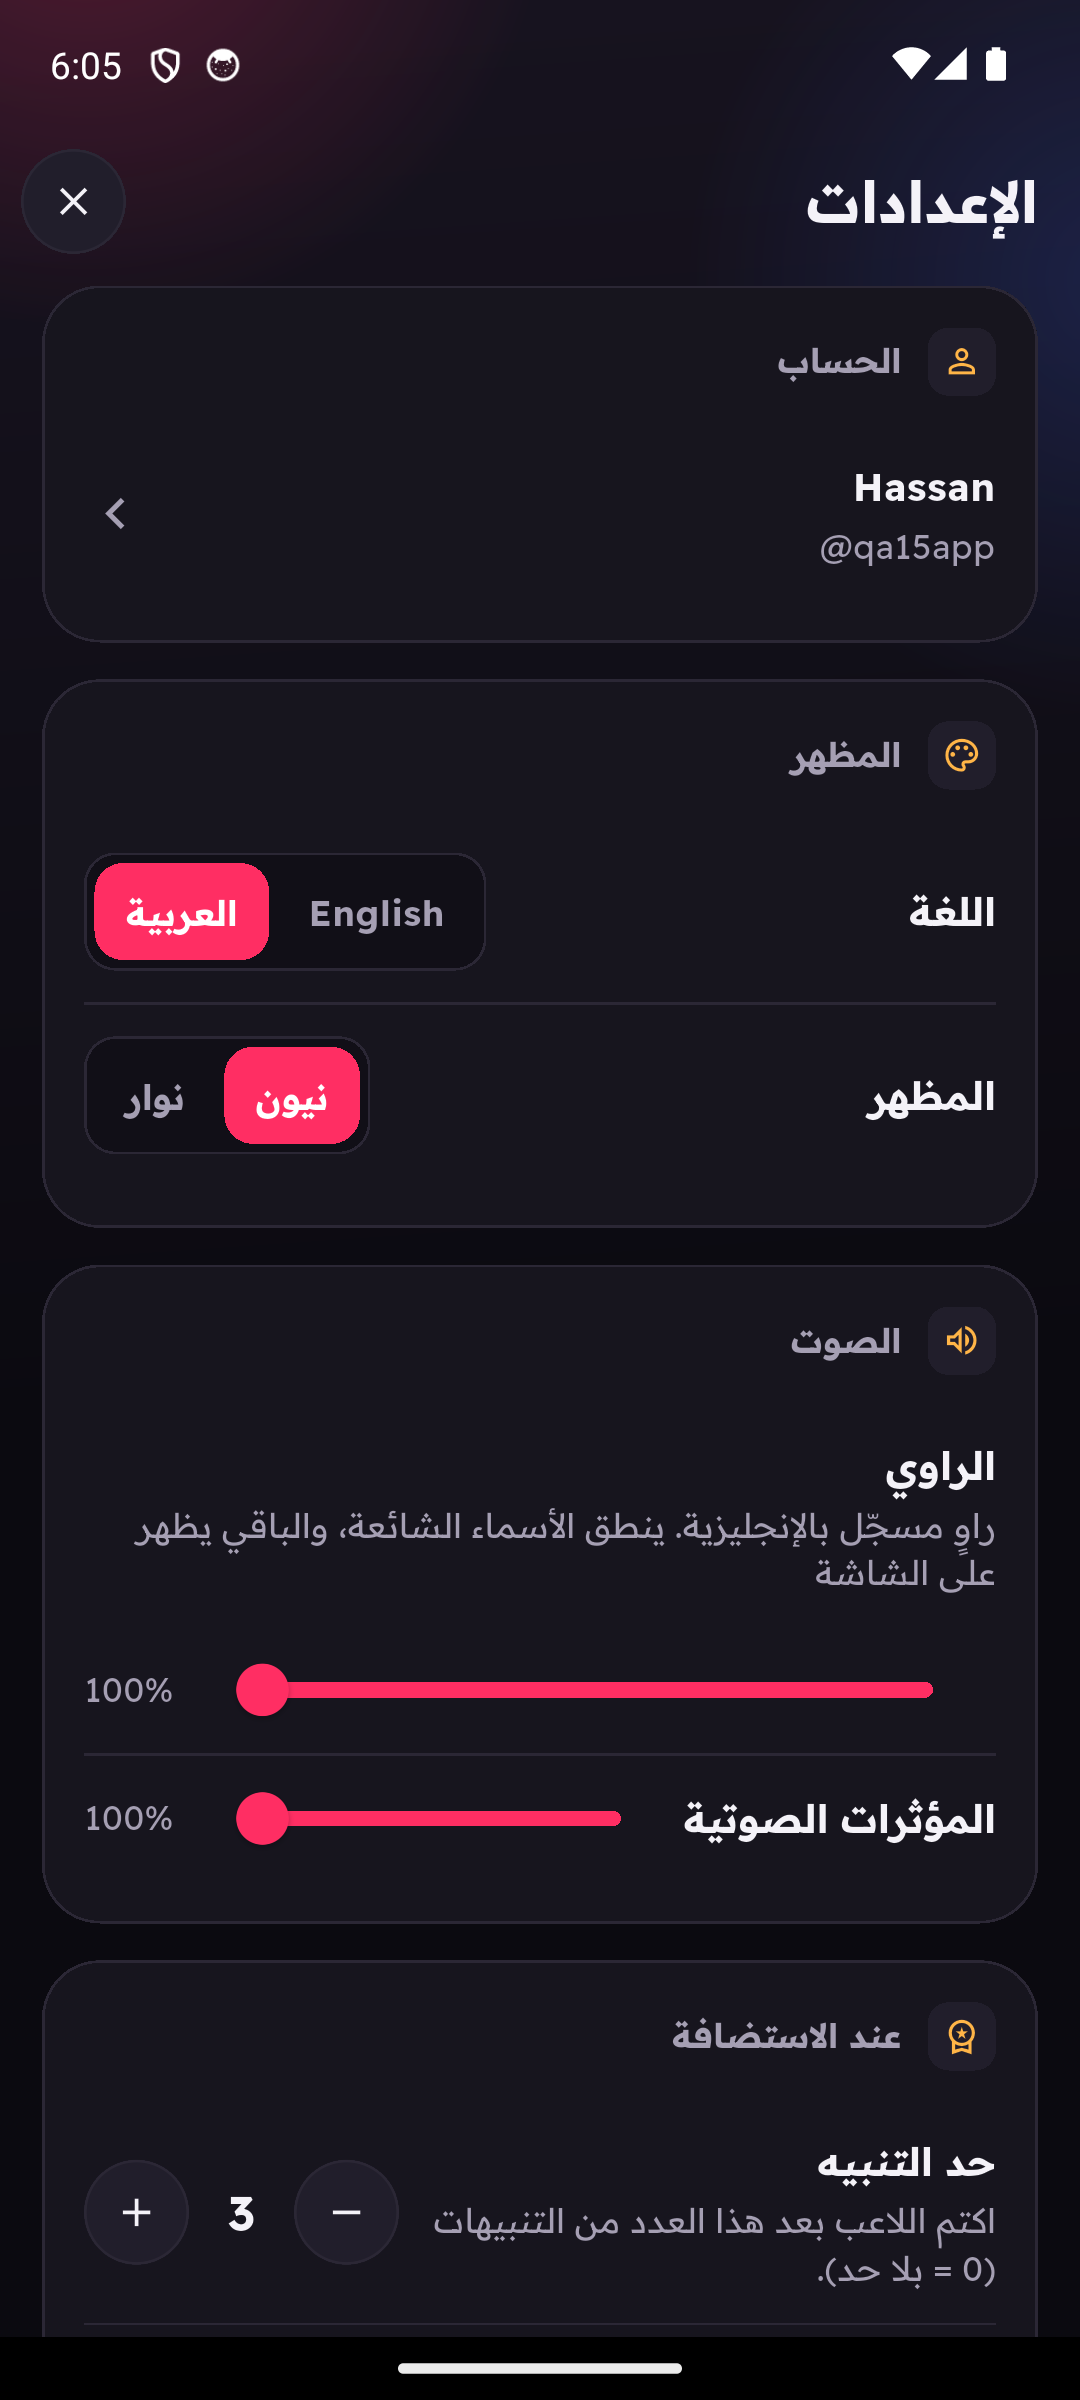 6:05
الإعدادات
الحساب
Hassan
@qa15app
المظهر
اللغة
English
العربية
المظهر
نيون
نوار
الصوت
الراوي
راوٍ مسجّل بالإنجليزية. ينطق الأسماء الشائعة، والباقي يظهر
على الشاشة
100%
المؤثرات الصوتية
100%
عند الاستضافة
حد التنبيه
اكتم اللاعب بعد هذا العدد من التنبيهات
(0 = بلا حد).
− 3 +